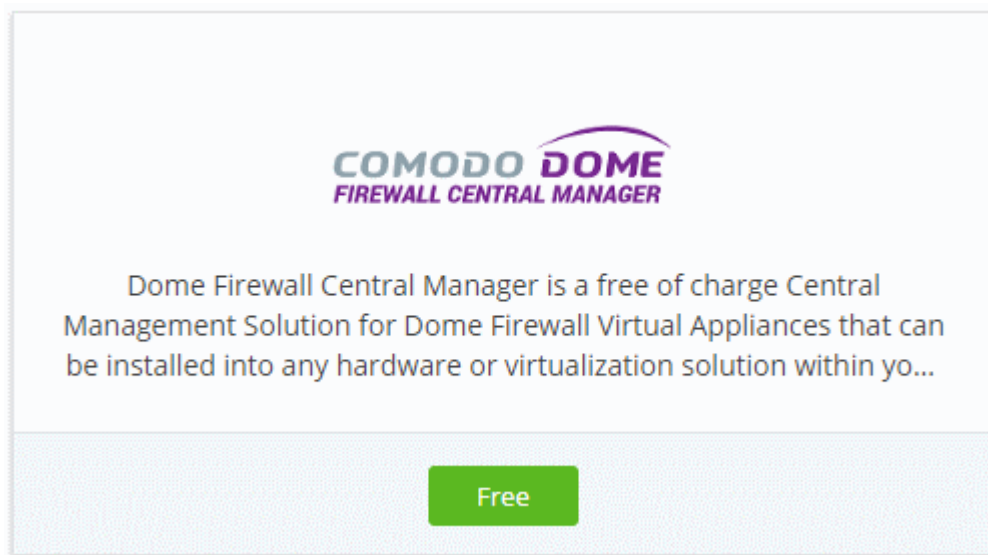 COMODO DOME
FIREWALL CENTRAL MANAGER
Dome Firewall Central Manager is a free of charge Central
Management Solution for Dome Firewall Virtual Appliances that can
be installed into any hardware or virtualization solution within yo...
Free